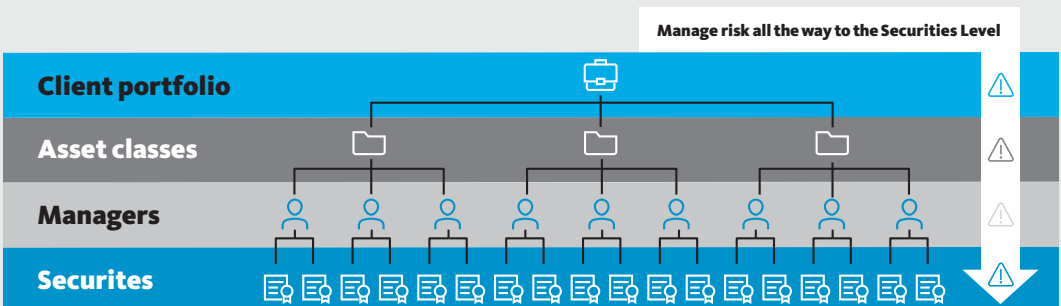 Manage risk all the way to the Securities Level
Client portfolio
Asset classes
Managers
Securites